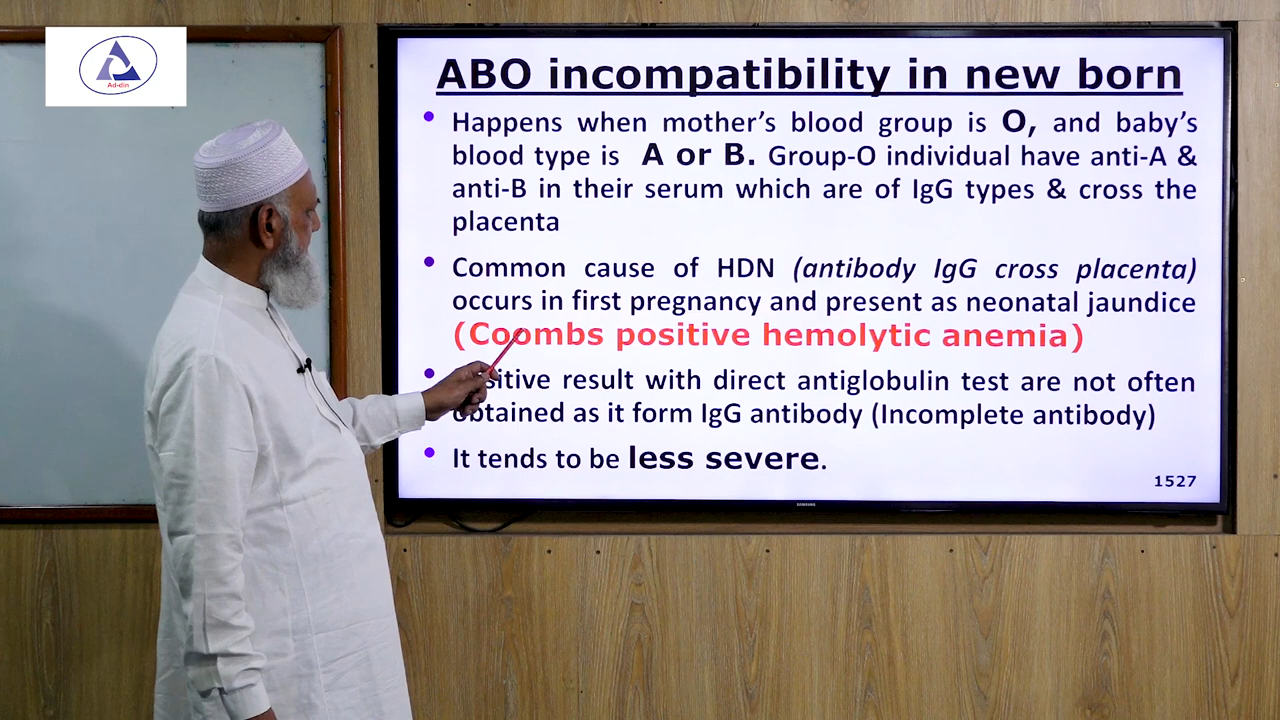 Ad-din
ABO incompatibility in new born
Happens when mother's blood group is O, and baby's
blood type is A or B. Group-O individual have anti-A &
anti-B in their serum which are of IgG types & cross the
placenta
Common cause of HDN (antibody IgG cross placenta)
occurs in first pregnancy and present as neonatal jaundice
(Coombs positive hemolytic anemia)
sitive result with direct antiglobulin test are not often
obtained as it form IgG antibody (Incomplete antibody)
It tends to be less severe.
1527
SAMSUNG